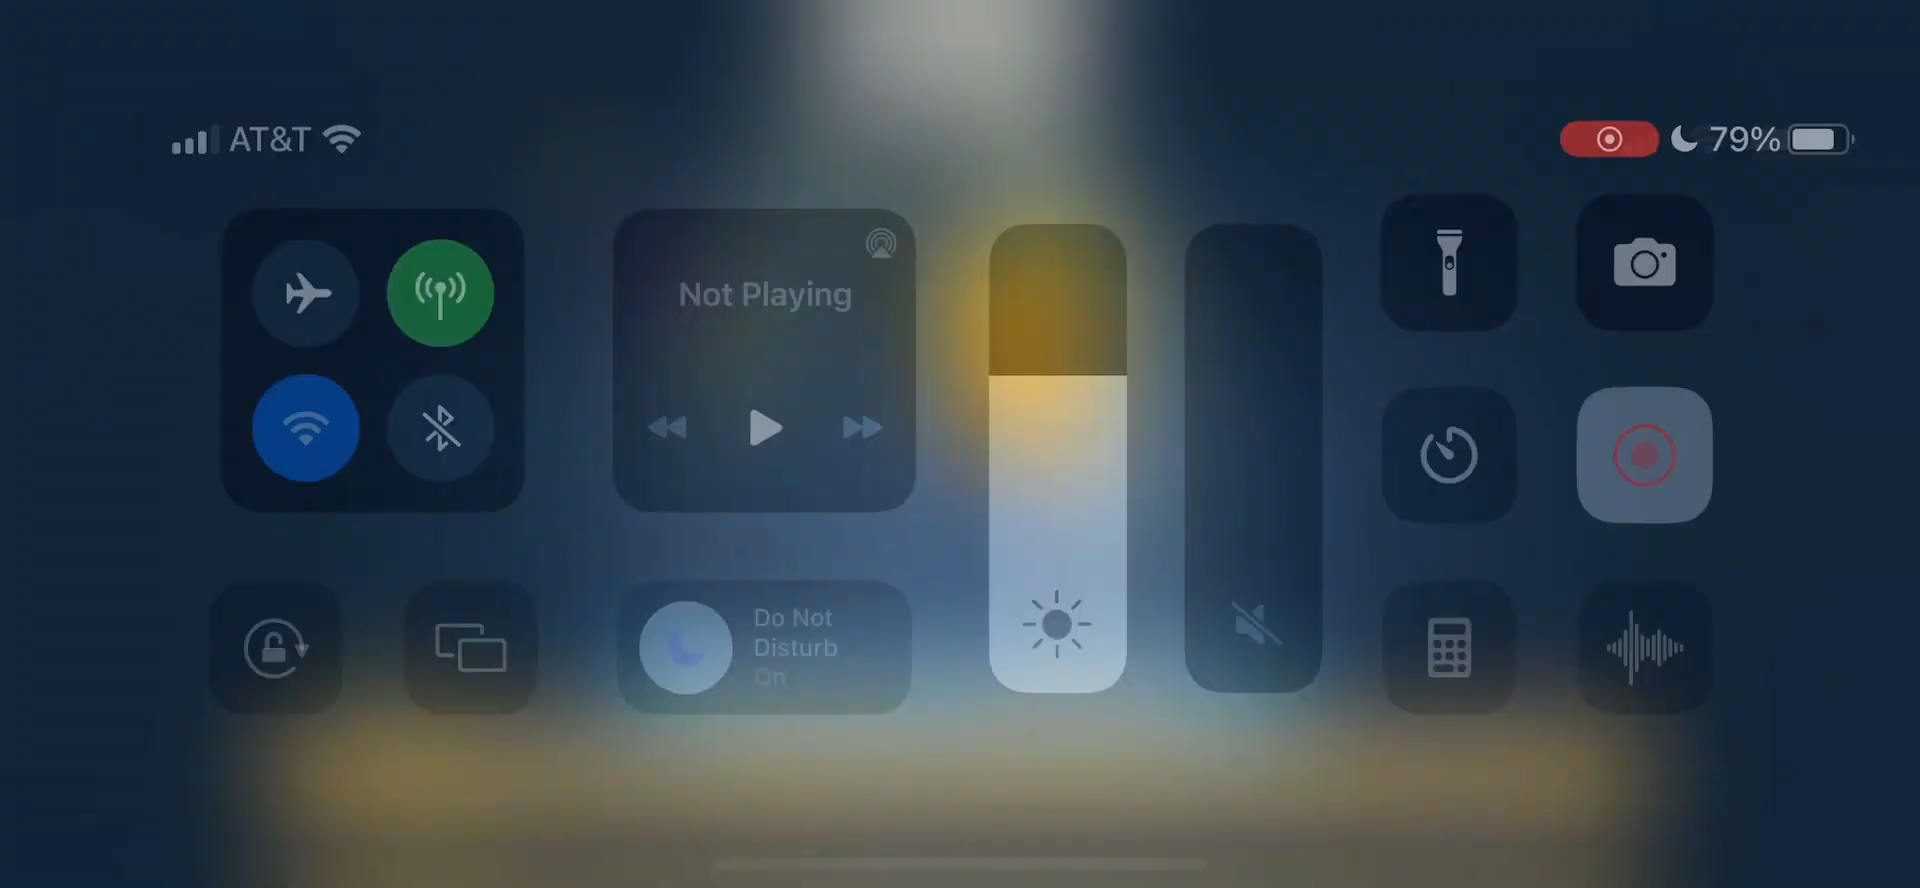 AT&T
79%
Not Playing
Do Not
Disturb
On